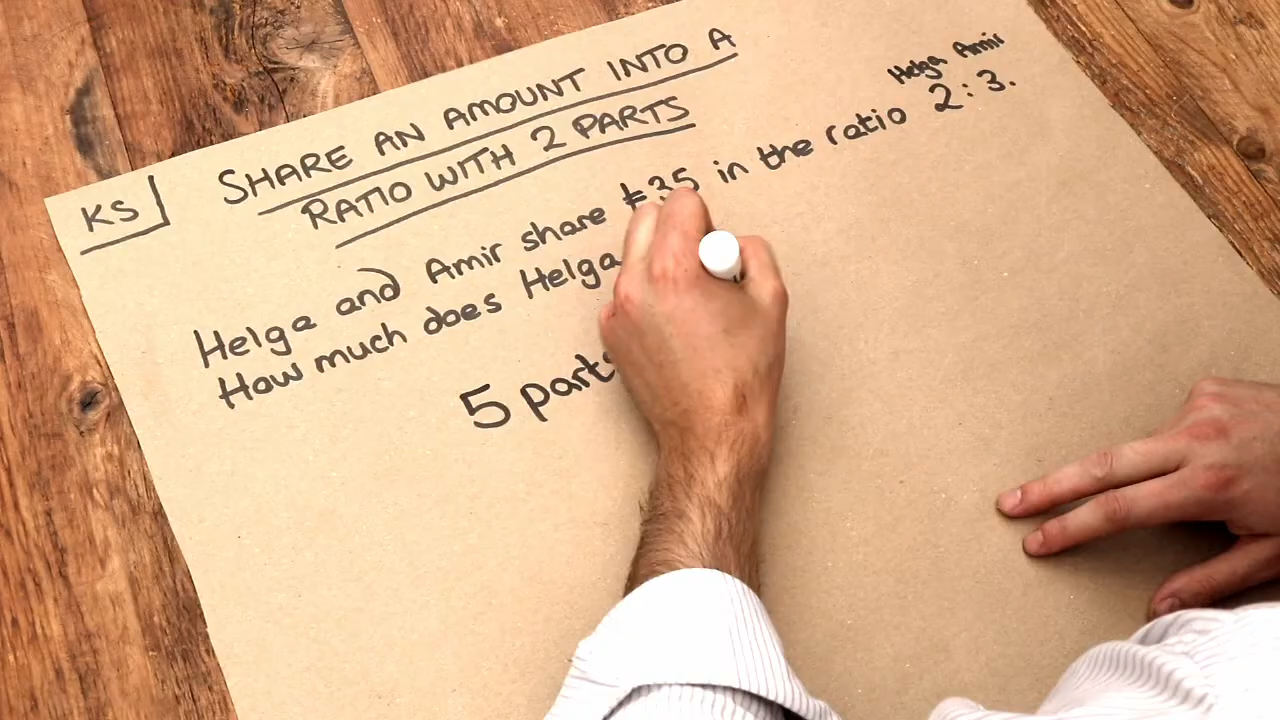 KS
SHARE AN AMOUNT INTO A
RATIO WITH 2 PARTS
Helga Amir
Helga and Amir share £35 in the ratio 2:3.
How much does Helga
5 parts